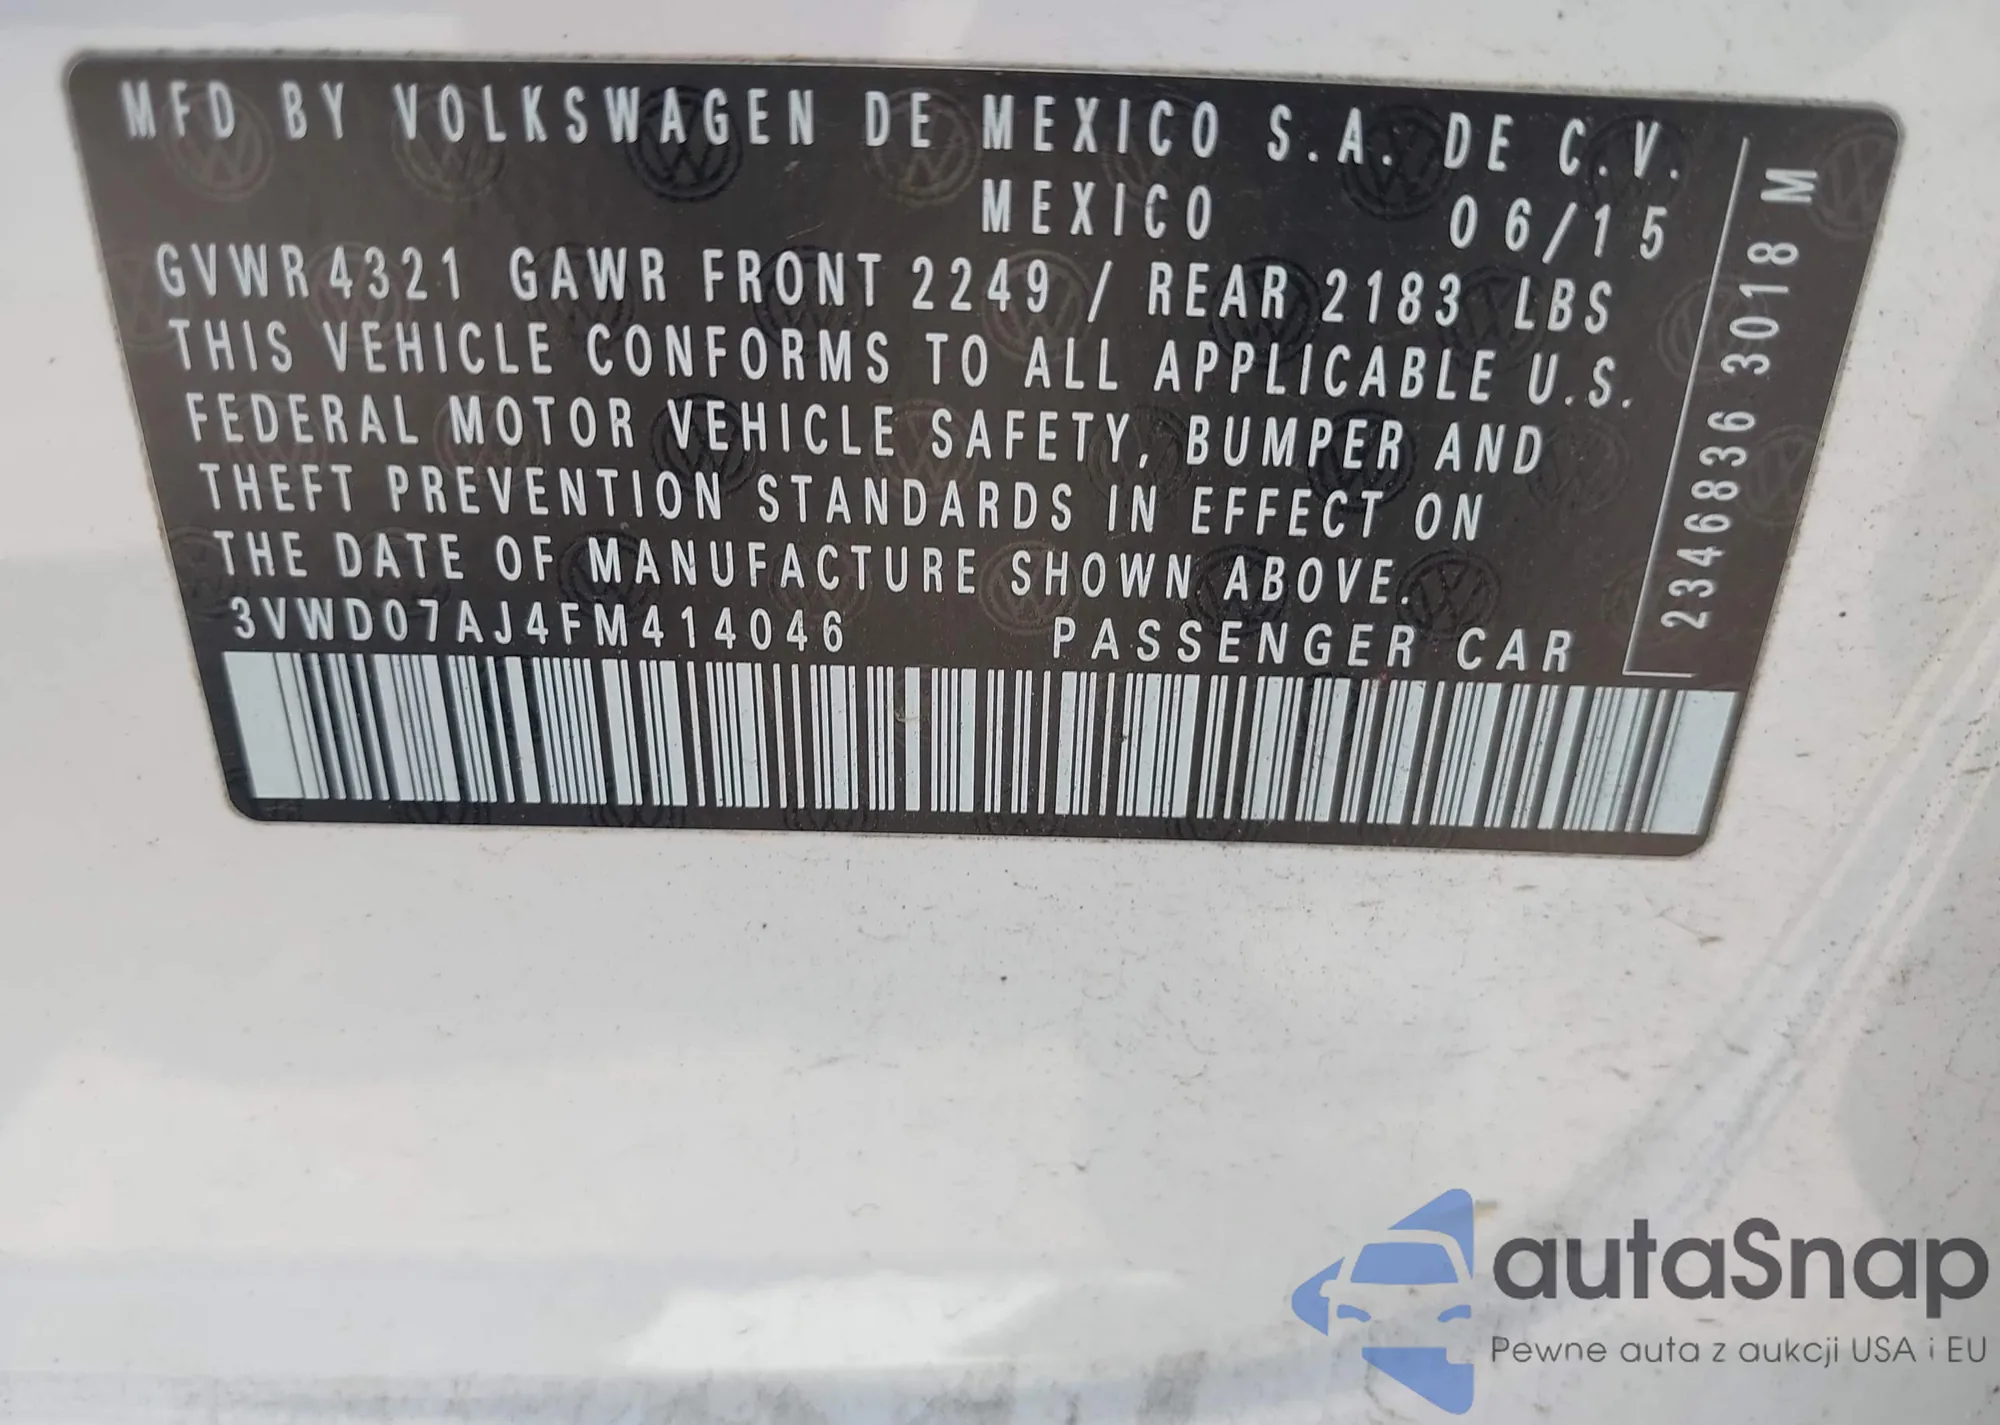 MFD BY VOLKSWAGEN DE MEXICO S.A. DE C.V.
MEXICO 06/15
GVWR 4321 GAWR FRONT 2249 / REAR 2183 LBS
THIS VEHICLE CONFORMS TO ALL APPLICABLE U.S.
FEDERAL MOTOR VEHICLE SAFETY, BUMPER AND
THEFT PREVENTION STANDARDS IN EFFECT ON
THE DATE OF MANUFACTURE SHOWN ABOVE.
3VWD07AJ4FM414046 PASSENGER CAR
23468363018 M
autaSnap
Pewne auta z aukcji USA i EU